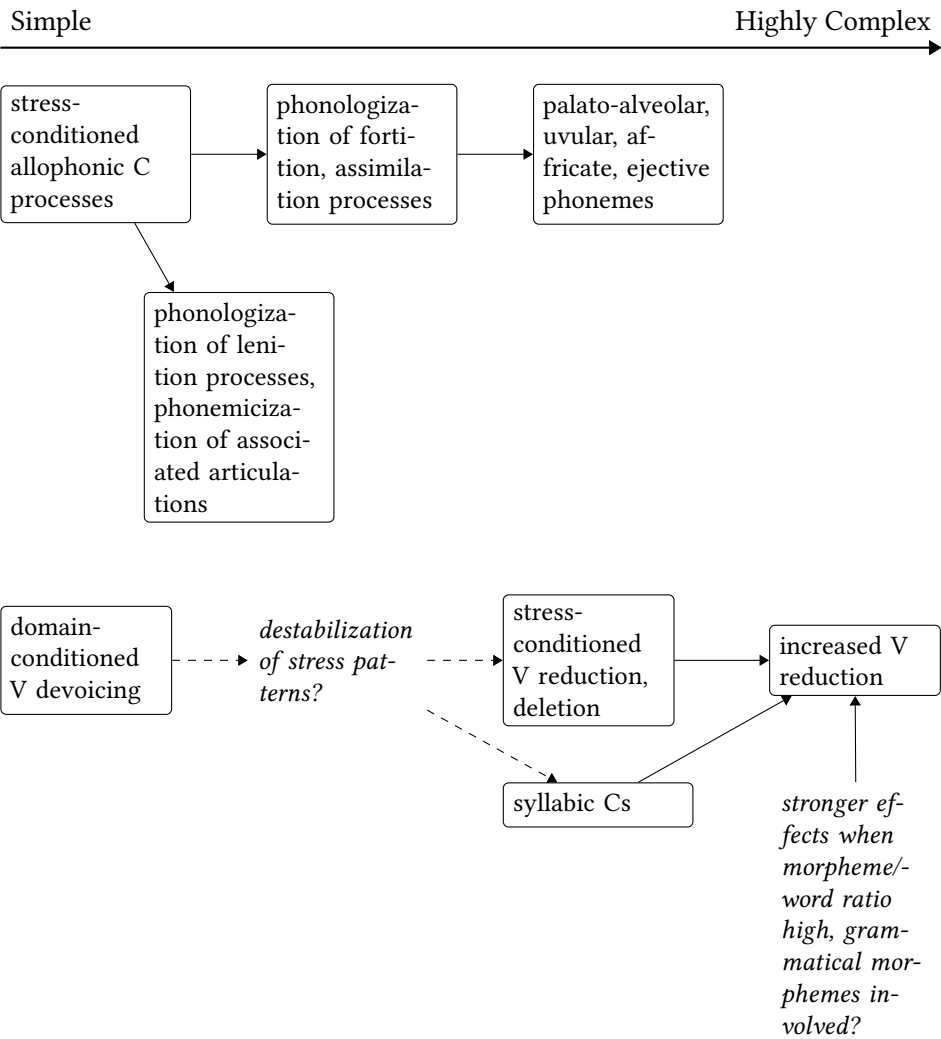 Simple
Highly Complex
stress-
conditioned
allophonic C
processes
phonologiza-
tion of forti-
tion, assimila-
tion processes
palato-alveolar,
uvular, af-
fricate, ejective
phonemes
phonologiza-
tion of leni-
tion processes,
phonemiciza-
tion of associ-
ated articula-
tions
domain-
conditioned
V devoicing
destabilization
of stress pat-
terns?
stress-
conditioned
V reduction,
deletion
increased V
reduction
syllabic Cs
stronger ef-
fects when
morpheme/-
word ratio
high, gram-
matical mor-
phemes in-
volved?